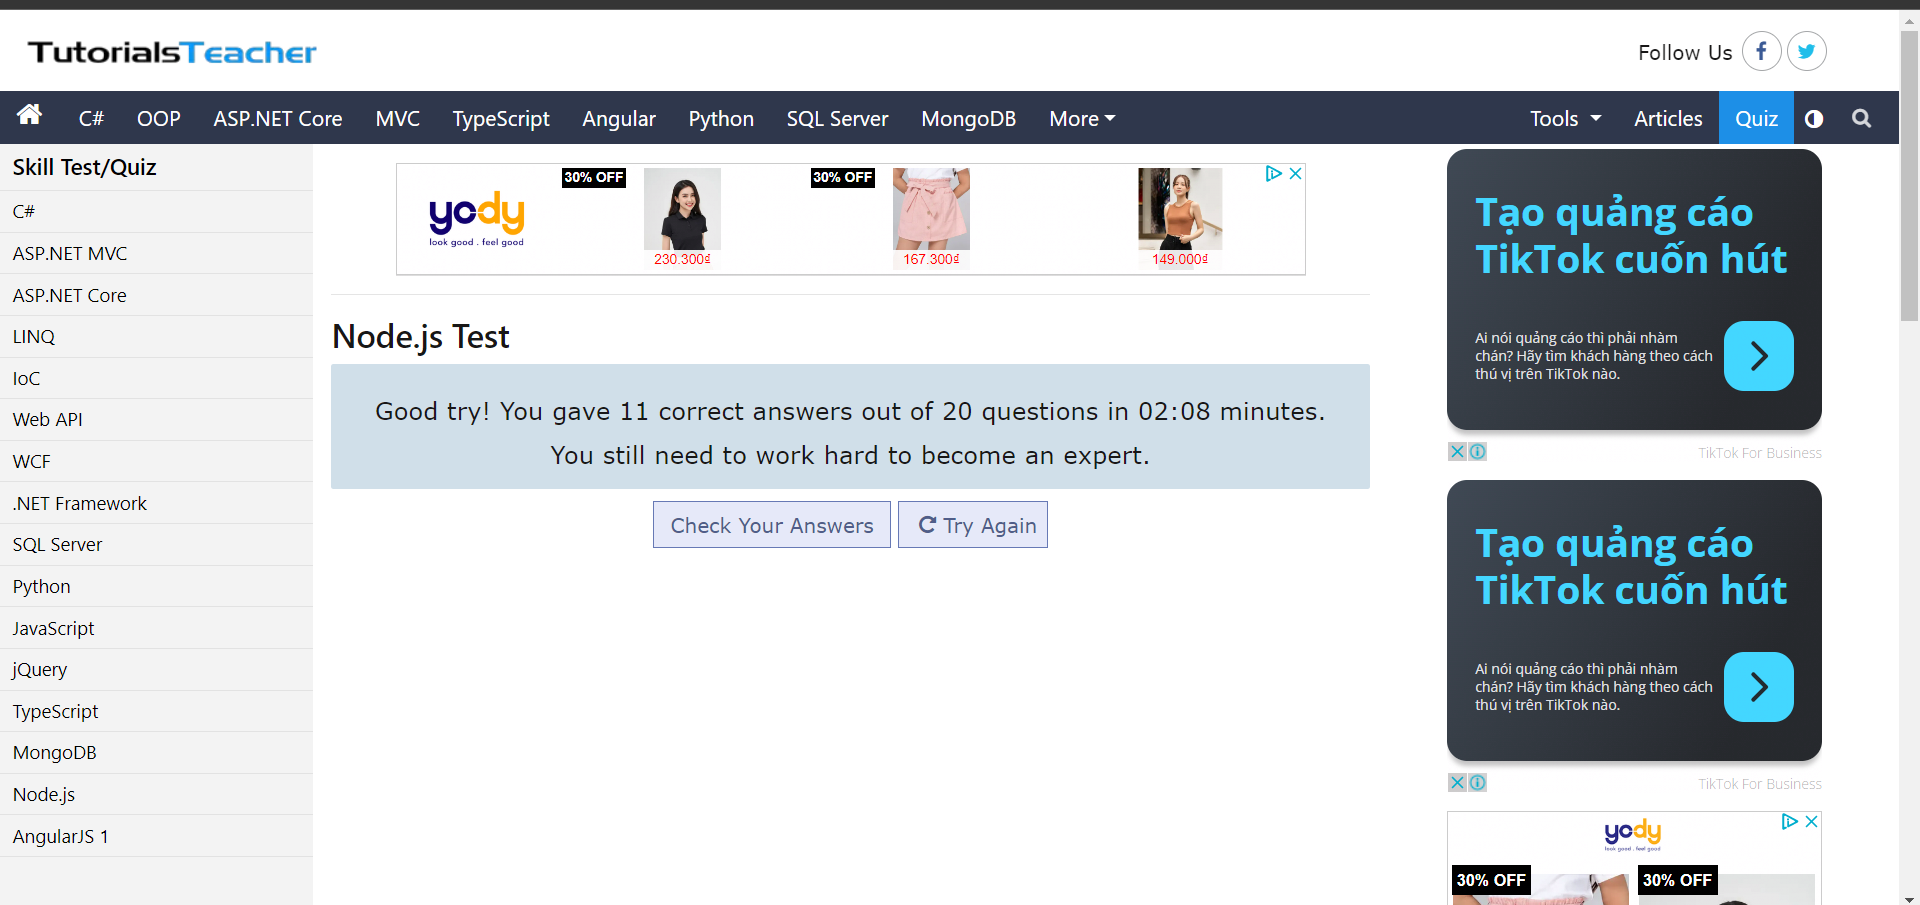 TutorialsTeacher
Follow Us
C# OOP ASP.NET Core MVC TypeScript Angular Python SQL Server MongoDB More Tools Articles Quiz
Skill Test/Quiz
C#
ASP.NET MVC
ASP.NET Core
LINQ
IoC
Web API
WCF
.NET Framework
SQL Server
Python
JavaScript
jQuery
TypeScript
MongoDB
Node.js
AngularJS 1
yody
look good . feel good
30% OFF
230.300₫
30% OFF
167.300₫
149.000₫
Node.js Test
Good try! You gave 11 correct answers out of 20 questions in 02:08 minutes.
You still need to work hard to become an expert.
Check Your Answers
Try Again
Tạo quảng cáo
TikTok cuốn hút
Ai nói quảng cáo thì phải nhàm
chán? Hãy tìm khách hàng theo cách
thú vị trên TikTok nào.
TikTok For Business
Tạo quảng cáo
TikTok cuốn hút
Ai nói quảng cáo thì phải nhàm
chán? Hãy tìm khách hàng theo cách
thú vị trên TikTok nào.
TikTok For Business
yody
look good . feel good
30% OFF
30% OFF